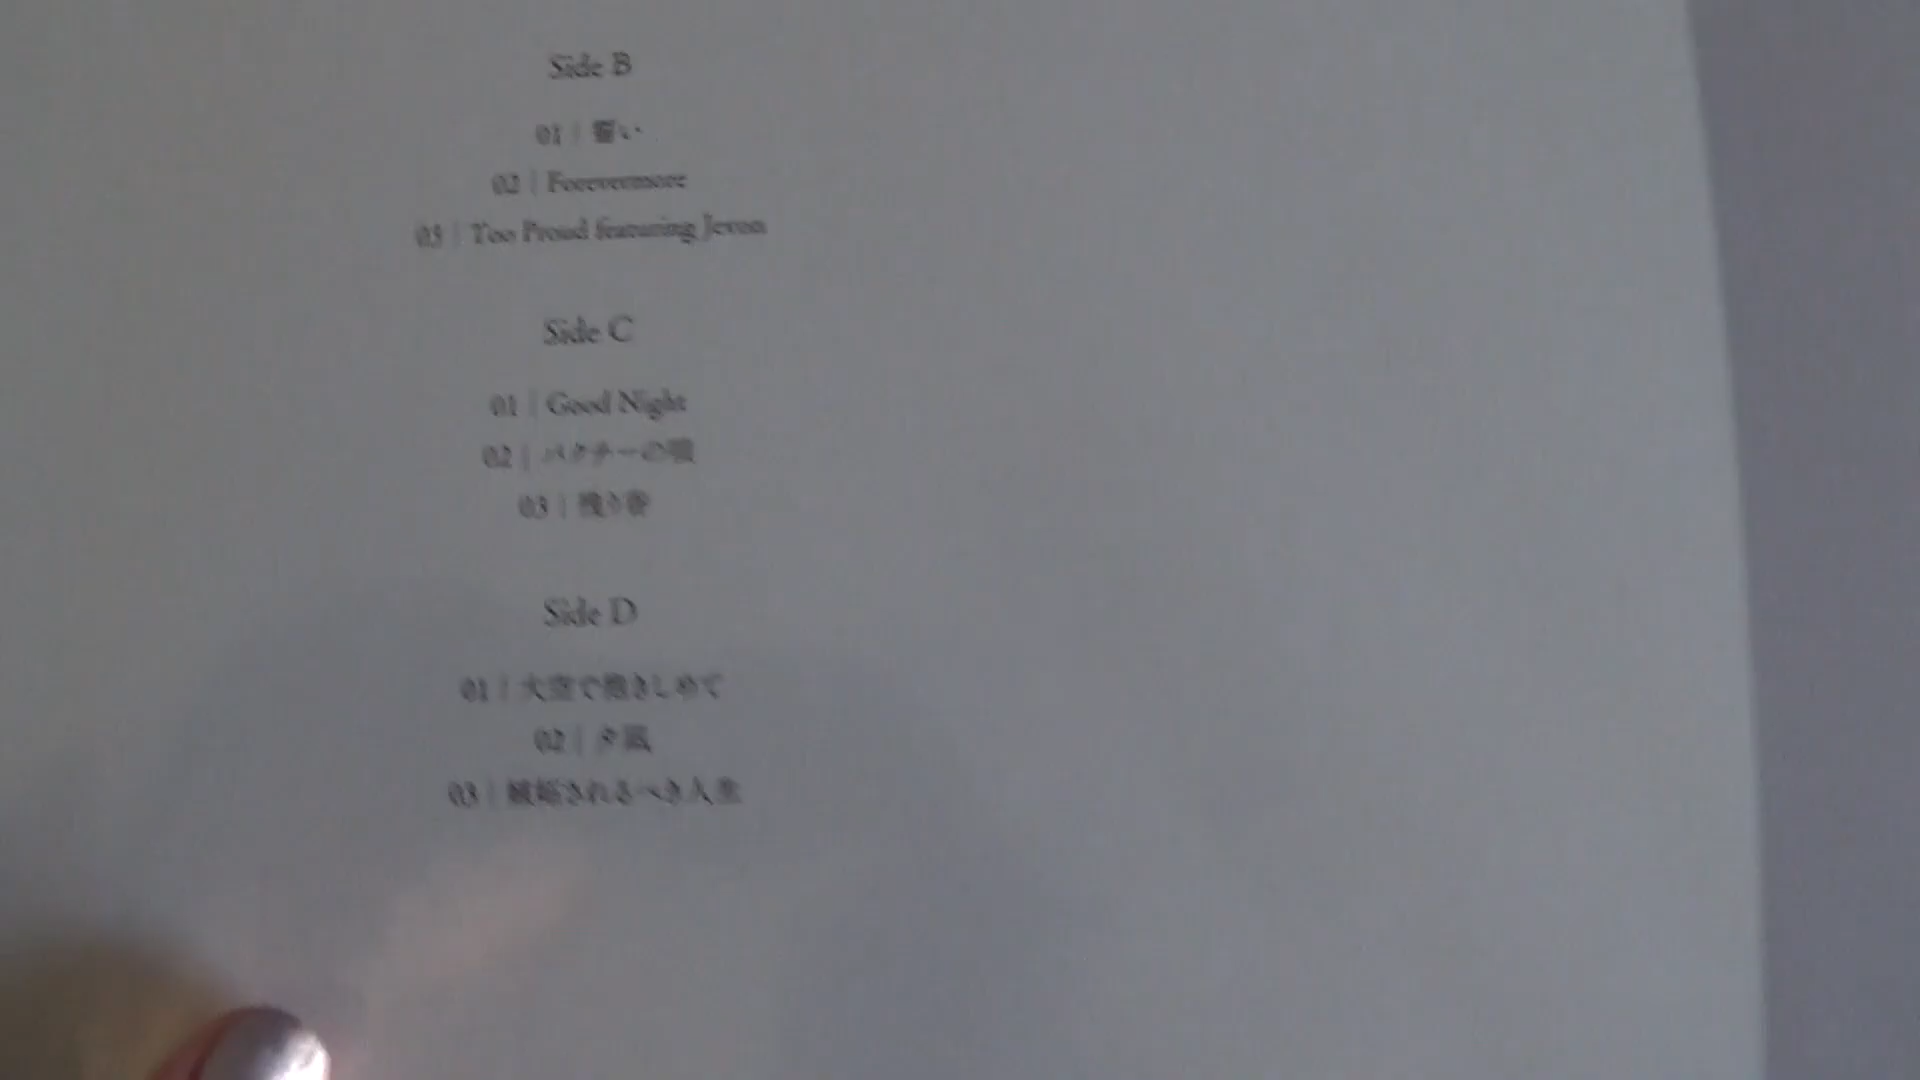 Side B
01 | 誓い
02 | Forevermore
03 | Too Proud featuring Jevon
Side C
01 | Good Night
02 | パクチーの唄
03 | 残り香
Side D
01 | 大空で抱きしめて
02 | 夕凪
03 | 嫉妬されるべき人生